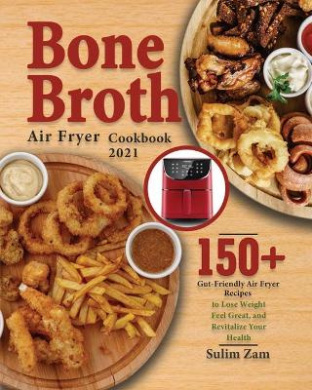 Bone
Broth
Air Fryer Cookbook
2021
150+
Gut-Friendly Air Fryer
Recipes
to Lose Weight
Feel Great, and
Revitalize Your
Health
Sulim Zam